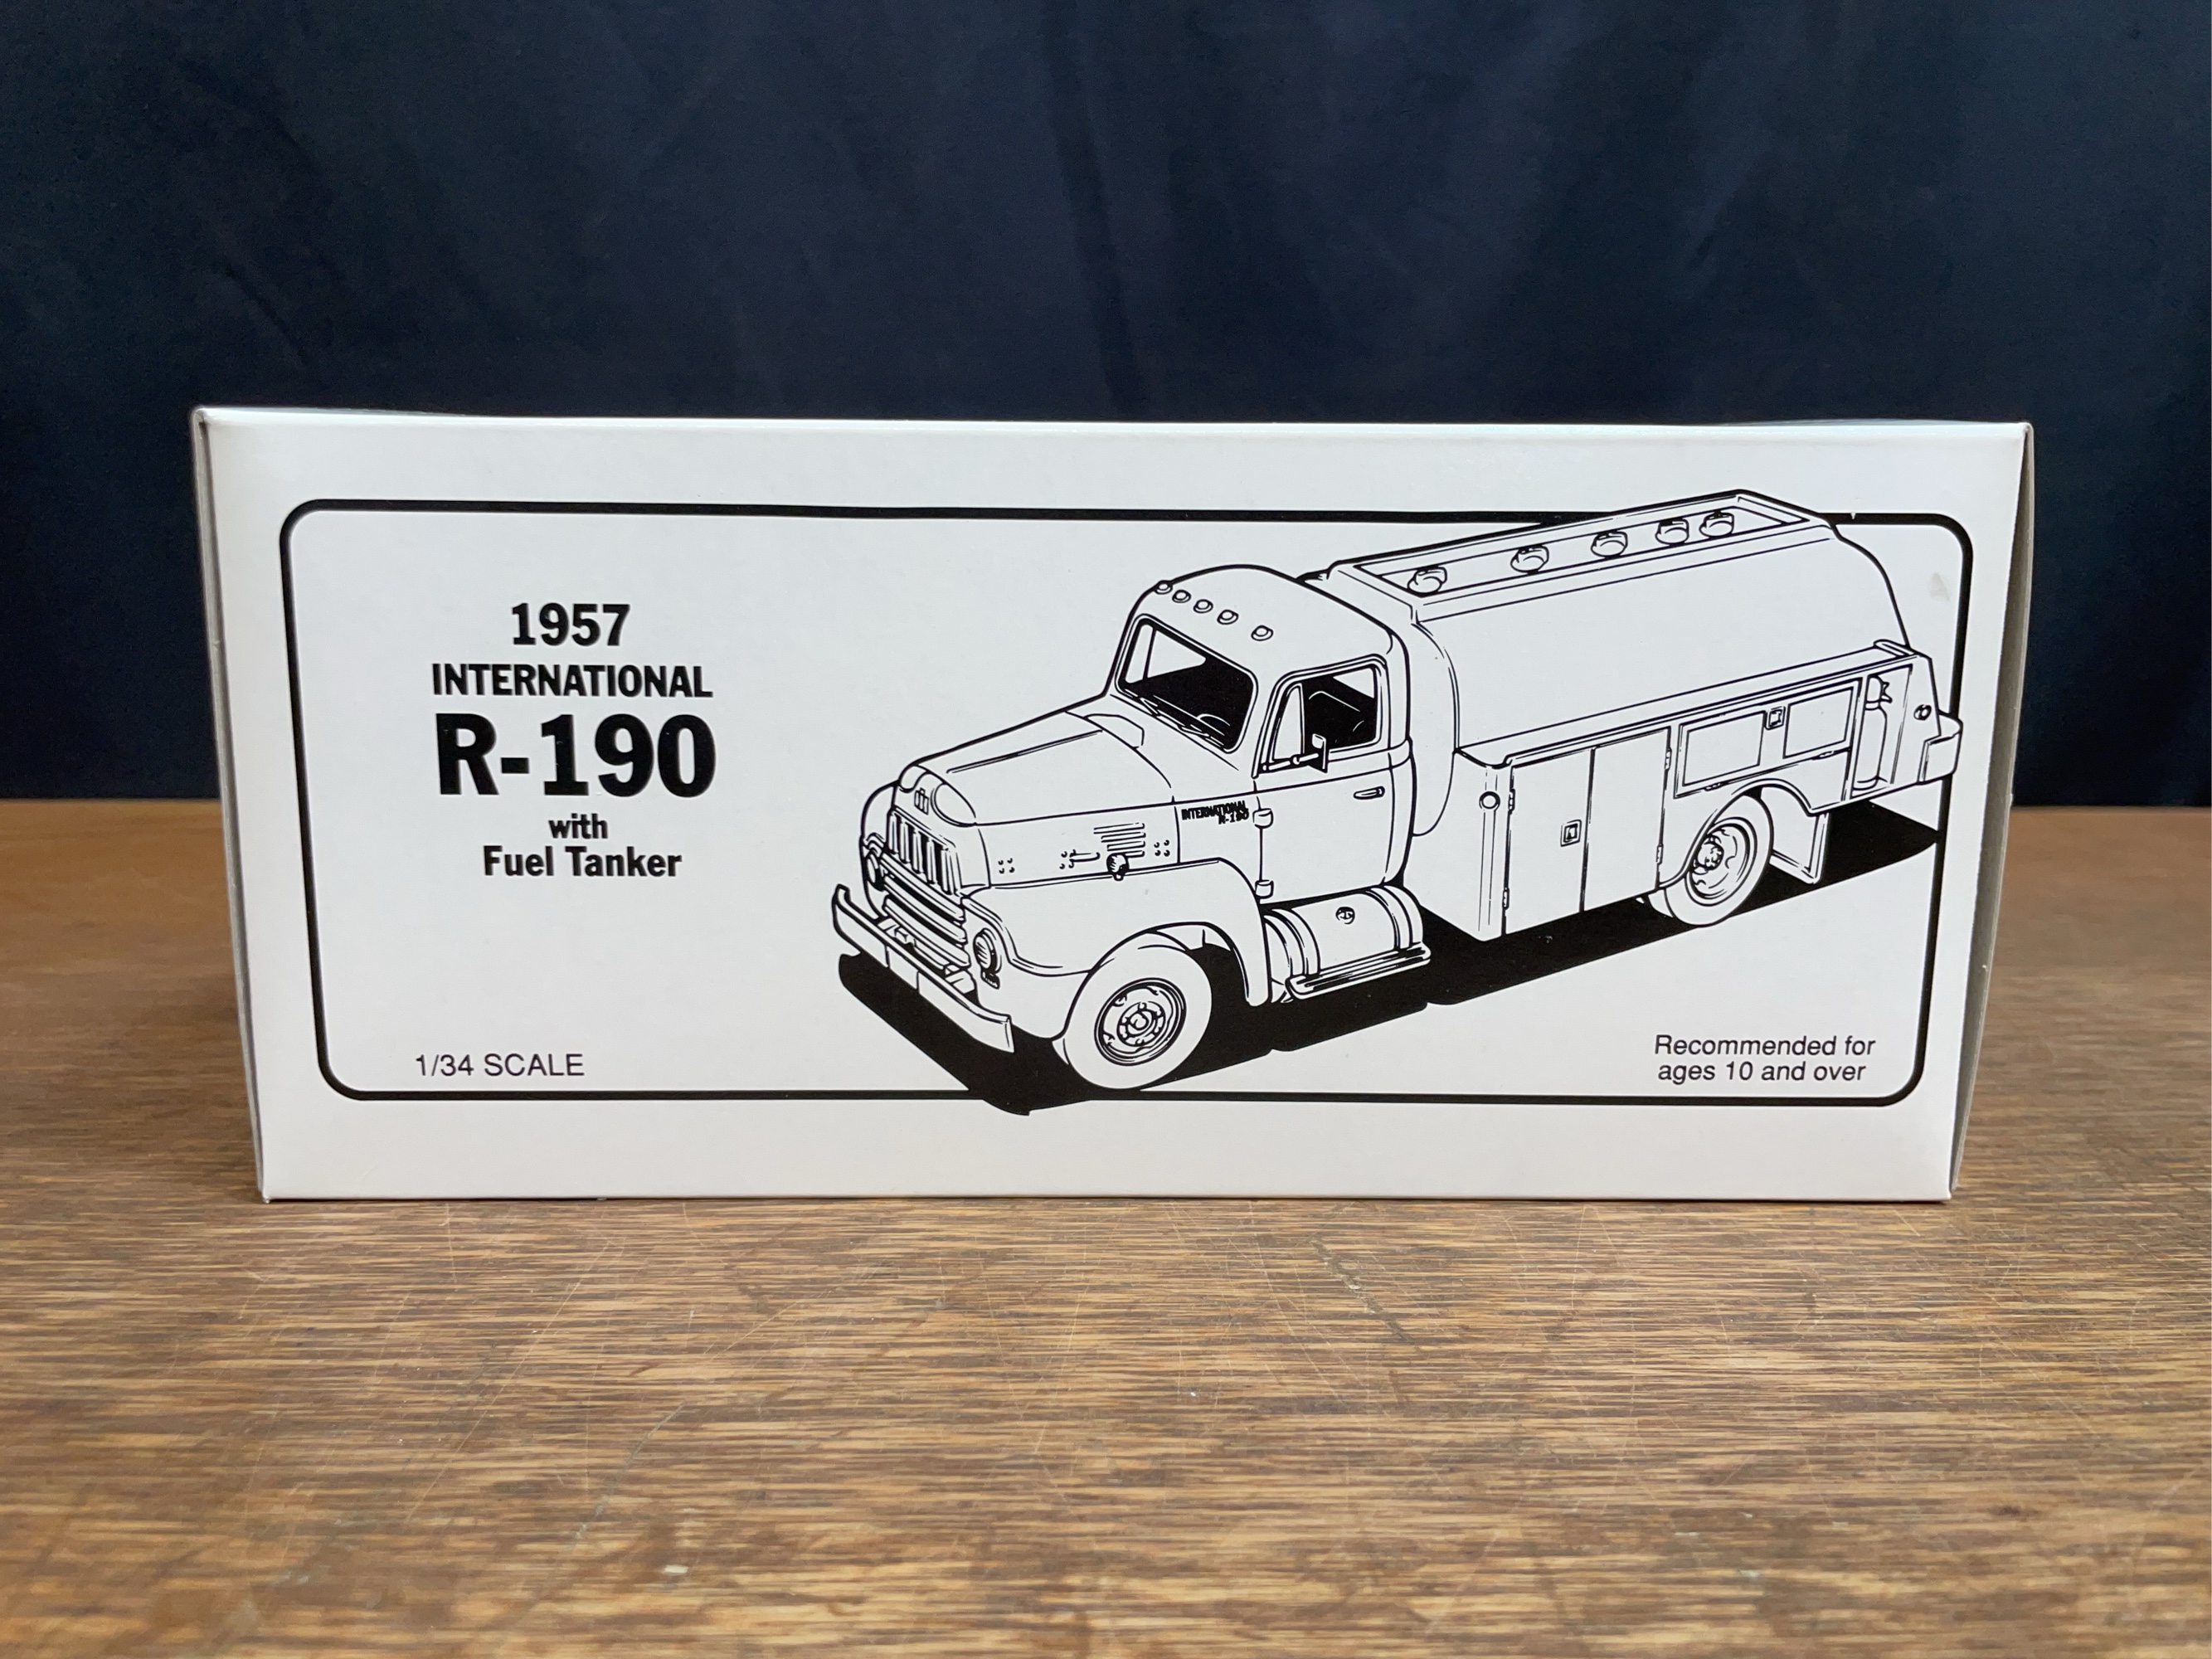 1957
INTERNATIONAL
R-190
with
Fuel Tanker
INTERNATIONAL
R-190
1/34 SCALE
Recommended for
ages 10 and over